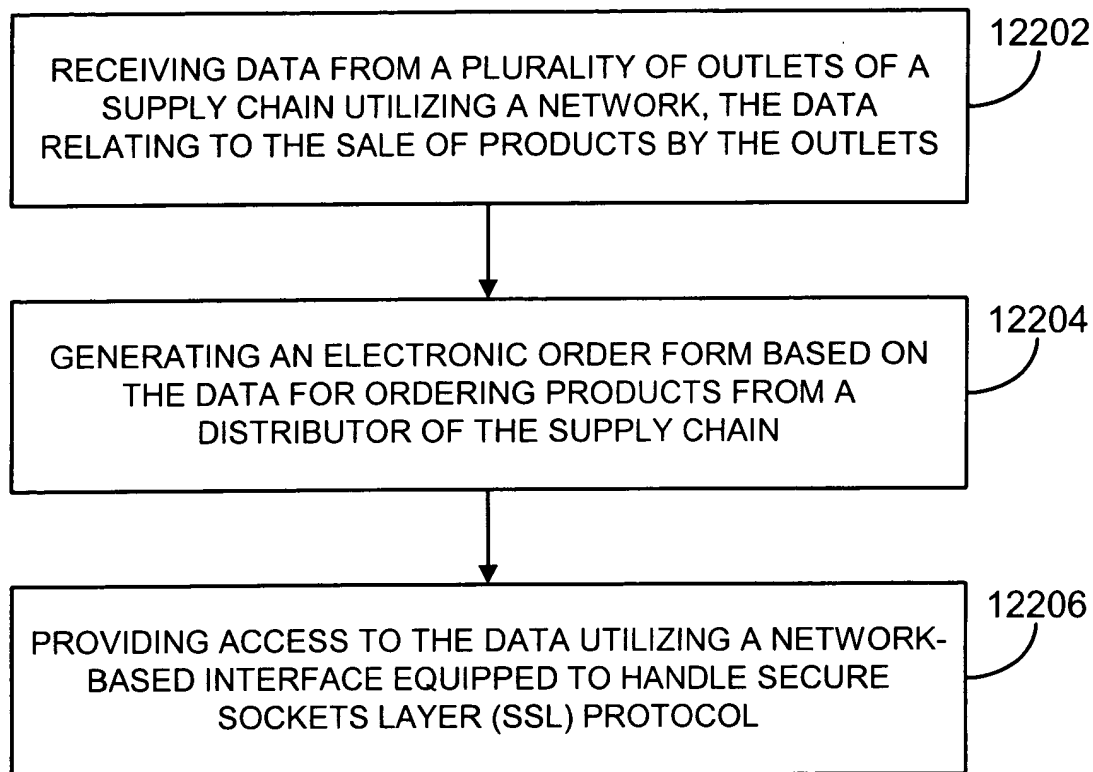 12202
RECEIVING DATA FROM A PLURALITY OF OUTLETS OF A
SUPPLY CHAIN UTILIZING A NETWORK, THE DATA
RELATING TO THE SALE OF PRODUCTS BY THE OUTLETS
12204
GENERATING AN ELECTRONIC ORDER FORM BASED ON
THE DATA FOR ORDERING PRODUCTS FROM A
DISTRIBUTOR OF THE SUPPLY CHAIN
12206
PROVIDING ACCESS TO THE DATA UTILIZING A NETWORK-
BASED INTERFACE EQUIPPED TO HANDLE SECURE
SOCKETS LAYER (SSL) PROTOCOL